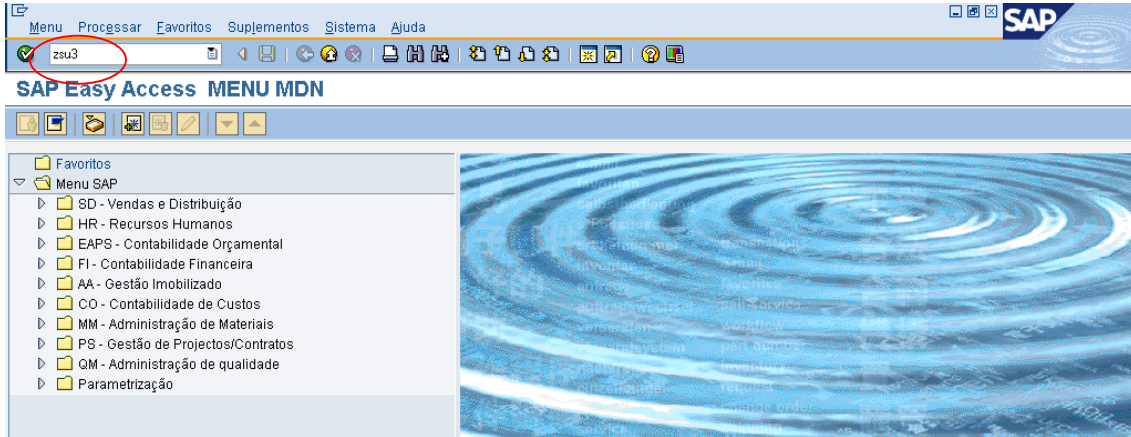 Menu Processar Favoritos Suplementos Sistema Ajuda
SAP
zsu3
SAP Easy Access MENU MDN
Favoritos
Menu SAP
SD - Vendas e Distribuição
HR - Recursos Humanos
EAPS - Contabilidade Orçamental
FI - Contabilidade Financeira
AA - Gestão Imobilizado
CO - Contabilidade de Custos
MM - Administração de Materiais
PS - Gestão de Projectos/Contratos
QM - Administração de qualidade
Parametrização